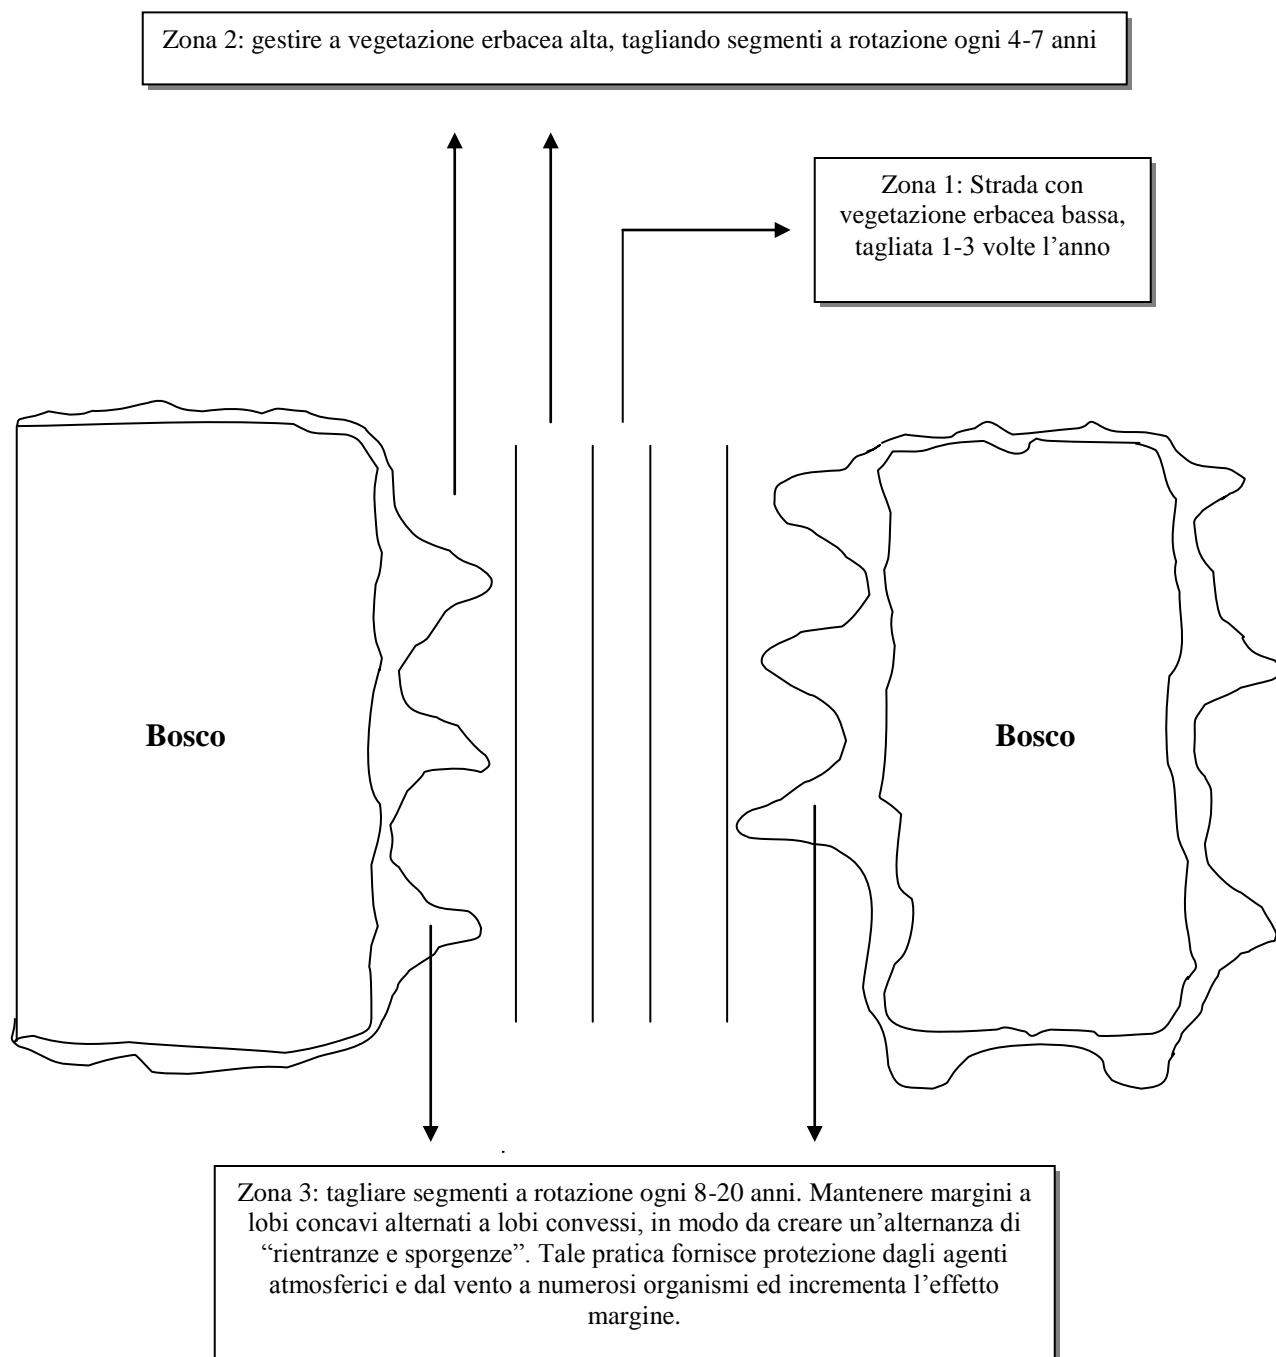 Zona 2: gestire a vegetazione erbacea alta, tagliando segmenti a rotazione ogni 4-7 anni
Zona 1: Strada con
vegetazione erbacea bassa,
tagliata 1-3 volte l’anno
Bosco
Bosco
Zona 3: tagliare segmenti a rotazione ogni 8-20 anni. Mantenere margini a
lobi concavi alternati a lobi convessi, in modo da creare un’alternanza di
“rientranze e sporgenze”. Tale pratica fornisce protezione dagli agenti
atmosferici e dal vento a numerosi organismi ed incrementa l’effetto
margine.